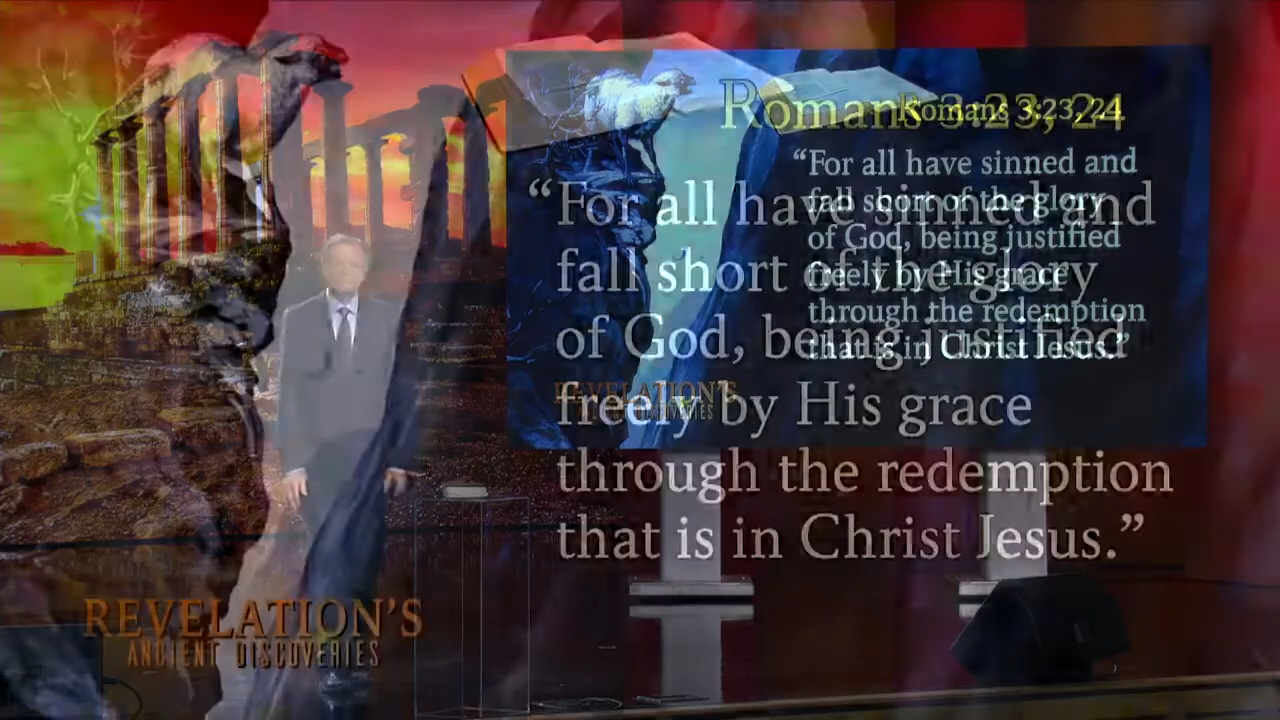 Romans 3:23, 24
“For all have sinned and
fall short of the glory
of God, being justified
freely by His grace
through the redemption
that is in Christ Jesus.”
Romans 3:23, 24
“For all have sinned and
fall short of the glory
of God, being justified
freely by His grace
through the redemption
that is in Christ Jesus.”
REVELATION’S
DISCOVERIES
REVELATION’S
ANCIENT DISCOVERIES